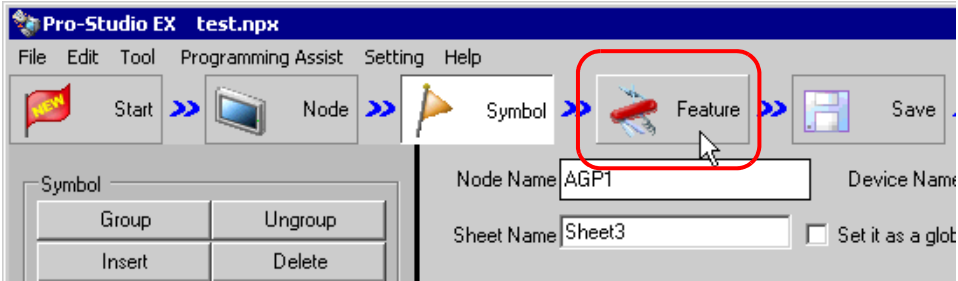 Pro-Studio EX test.npx
File Edit Tool Programming Assist Setting Help
NEW Start Node Symbol Feature Save
Symbol
Node Name AGP1 Device Name
Group Ungroup
Sheet Name Sheet3 Set it as a glob
Insert Delete